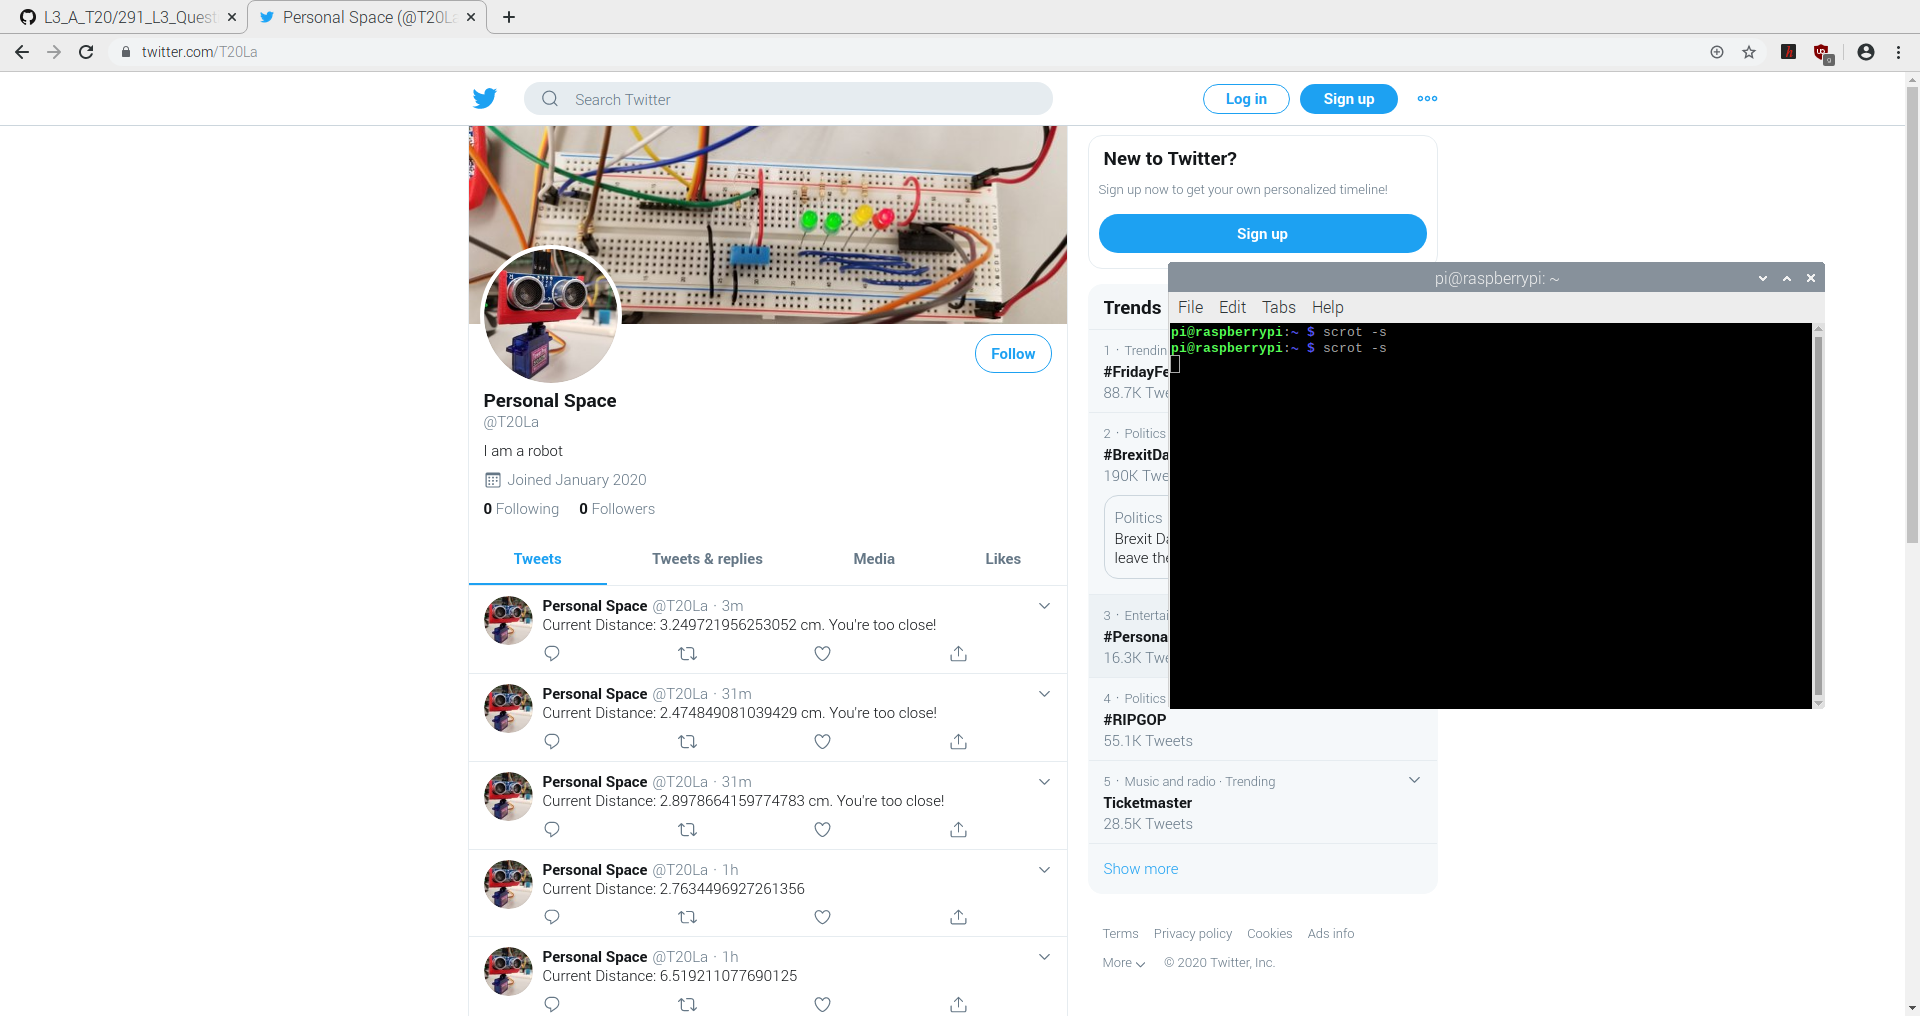 L3_A_T20/291_L3_Quest
Personal Space (@T20La
twitter.com/T20La
Search Twitter
Log in
Sign up
Personal Space
@T20La
I am a robot
Joined January 2020
0 Following 0 Followers
Follow
Tweets
Tweets & replies
Media
Likes
Personal Space @T20La · 3m
Current Distance: 3.249721956253052 cm. You're too close!
Personal Space @T20La · 31m
Current Distance: 2.474849081039429 cm. You're too close!
Personal Space @T20La · 31m
Current Distance: 2.8978664159774783 cm. You're too close!
Personal Space @T20La · 1h
Current Distance: 2.7634496927261356
Personal Space @T20La · 1h
Current Distance: 6.519211077690125
New to Twitter?
Sign up now to get your own personalized timeline!
Sign up
Trends
1 · Trendin
#FridayFe
88.7K Twe
2 · Politics
#BrexitDa
190K Twe
Politics
Brexit Da
leave the
3 · Entertai
#Persona
16.3K Twe
4 · Politics
#RIPGOP
55.1K Tweets
5 · Music and radio · Trending
Ticketmaster
28.5K Tweets
Show more
Terms Privacy policy Cookies Ads info
More © 2020 Twitter, Inc.
pi@raspberrypi: ~
File Edit Tabs Help
pi@raspberrypi:~ $ scrot -s
pi@raspberrypi:~ $ scrot -s